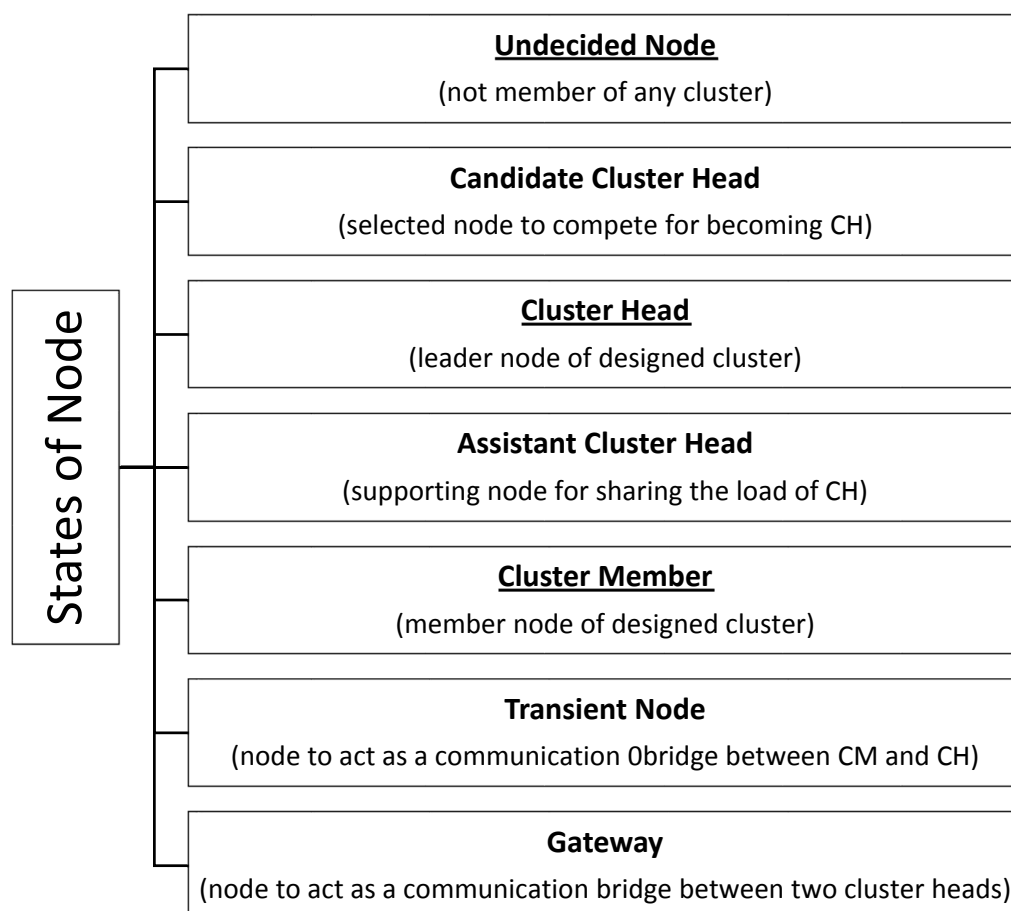 States of Node
Undecided Node
(not member of any cluster)
Candidate Cluster Head
(selected node to compete for becoming CH)
Cluster Head
(leader node of designed cluster)
Assistant Cluster Head
(supporting node for sharing the load of CH)
Cluster Member
(member node of designed cluster)
Transient Node
(node to act as a communication 0bridge between CM and CH)
Gateway
(node to act as a communication bridge between two cluster heads)